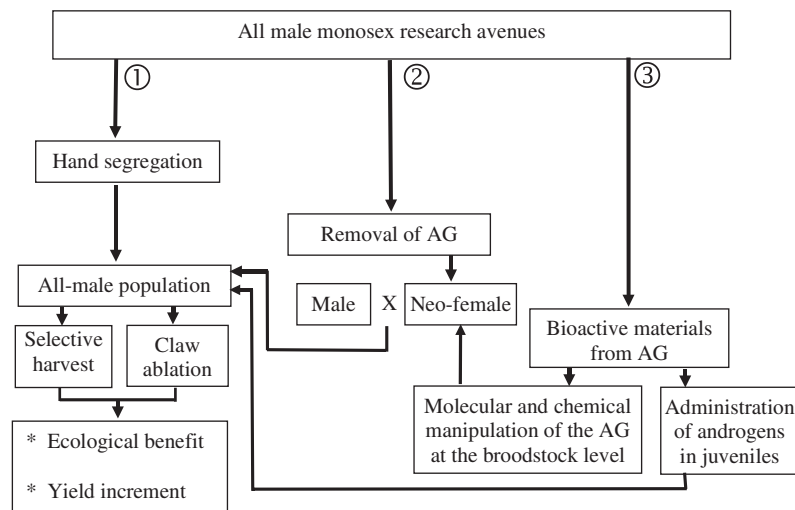 All male monosex research avenues
① ② ③
Hand segregation
Removal of AG
All-male population
Male X Neo-female
Selective
harvest
Claw
ablation
Bioactive materials
from AG
Molecular and chemical
manipulation of the AG
at the broodstock level
Administration
of androgens
in juveniles
* Ecological benefit
* Yield increment